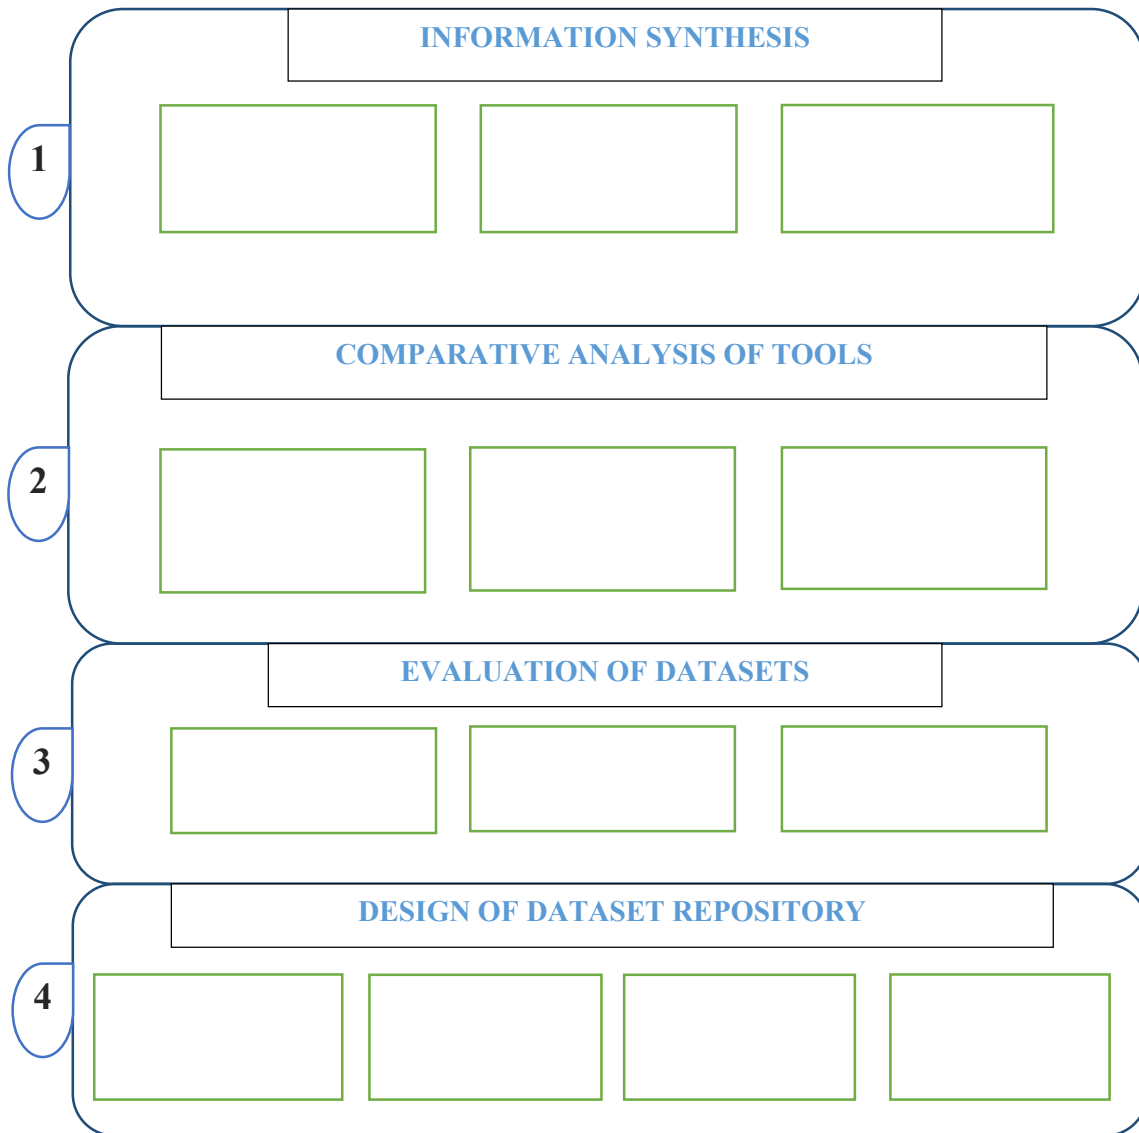 INFORMATION SYNTHESIS
1
COMPARATIVE ANALYSIS OF TOOLS
2
EVALUATION OF DATASETS
3
DESIGN OF DATASET REPOSITORY
4